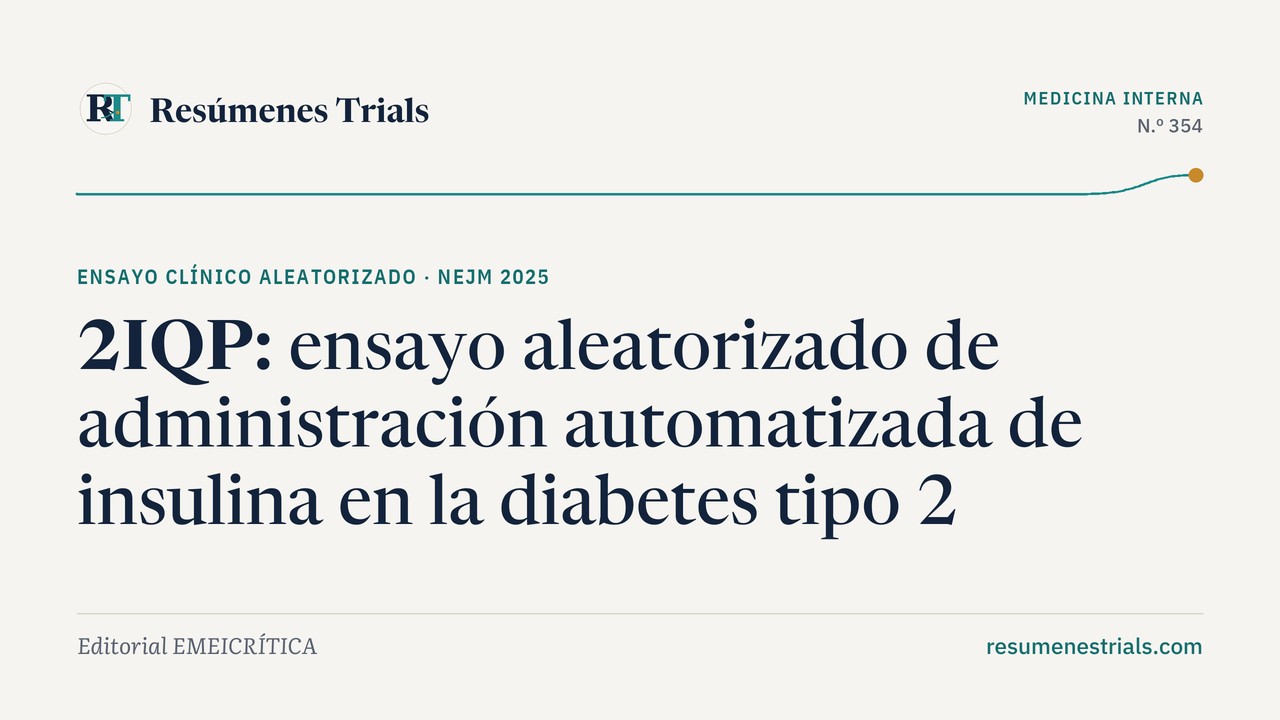 RT Resúmenes Trials
MEDICINA INTERNA
N.º 354
ENSAYO CLÍNICO ALEATORIZADO · NEJM 2025
2IQP: ensayo aleatorizado de
administración automatizada de
insulina en la diabetes tipo 2
Editorial EMEICRÍTICA
resumenestrials.com